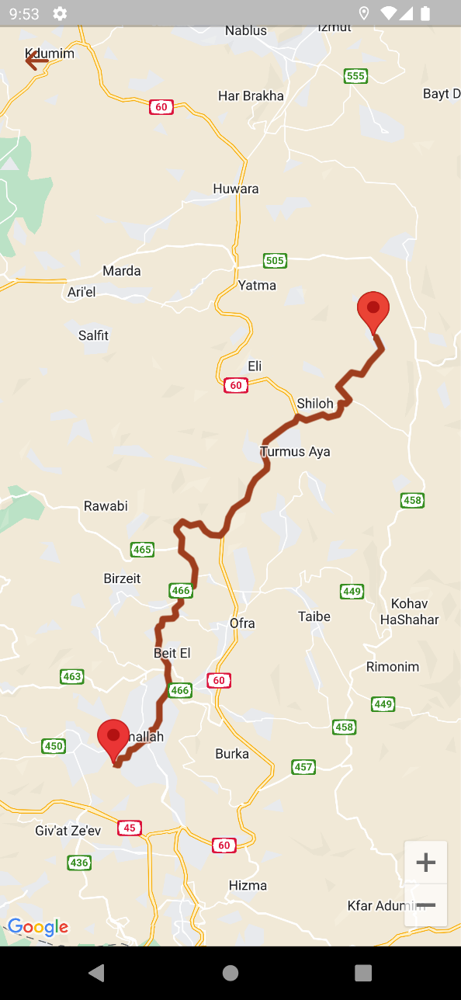 9:53
Nablus
Izmut
Kdumim
555
Har Brakha
Bayt D
60
Huwara
505
Marda
Yatma
Ari'el
Salfit
Eli
60
Shiloh
Turmus Aya
458
Rawabi
465
Birzeit
466
449
Kohav
HaShahar
Taibe
Ofra
Beit El
Rimonim
463
60
466
449
458
mallah
450
Burka
457
45
Giv'at Ze'ev
60
436
+
Hizma
Kfar Adumim
−
Google